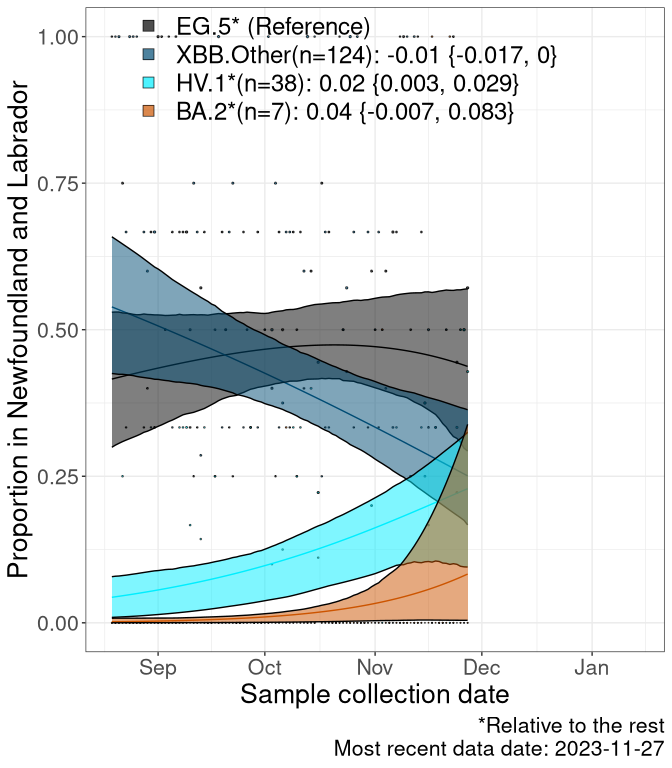 EG.5* (Reference)
XBB.Other(n=124): -0.01 {-0.017, 0}
HV.1*(n=38): 0.02 {0.003, 0.029}
BA.2*(n=7): 0.04 {-0.007, 0.083}
Proportion in Newfoundland and Labrador
1.00
0.75
0.50
0.25
0.00
Sep Oct Nov Dec Jan
Sample collection date
*Relative to the rest
Most recent data date: 2023-11-27